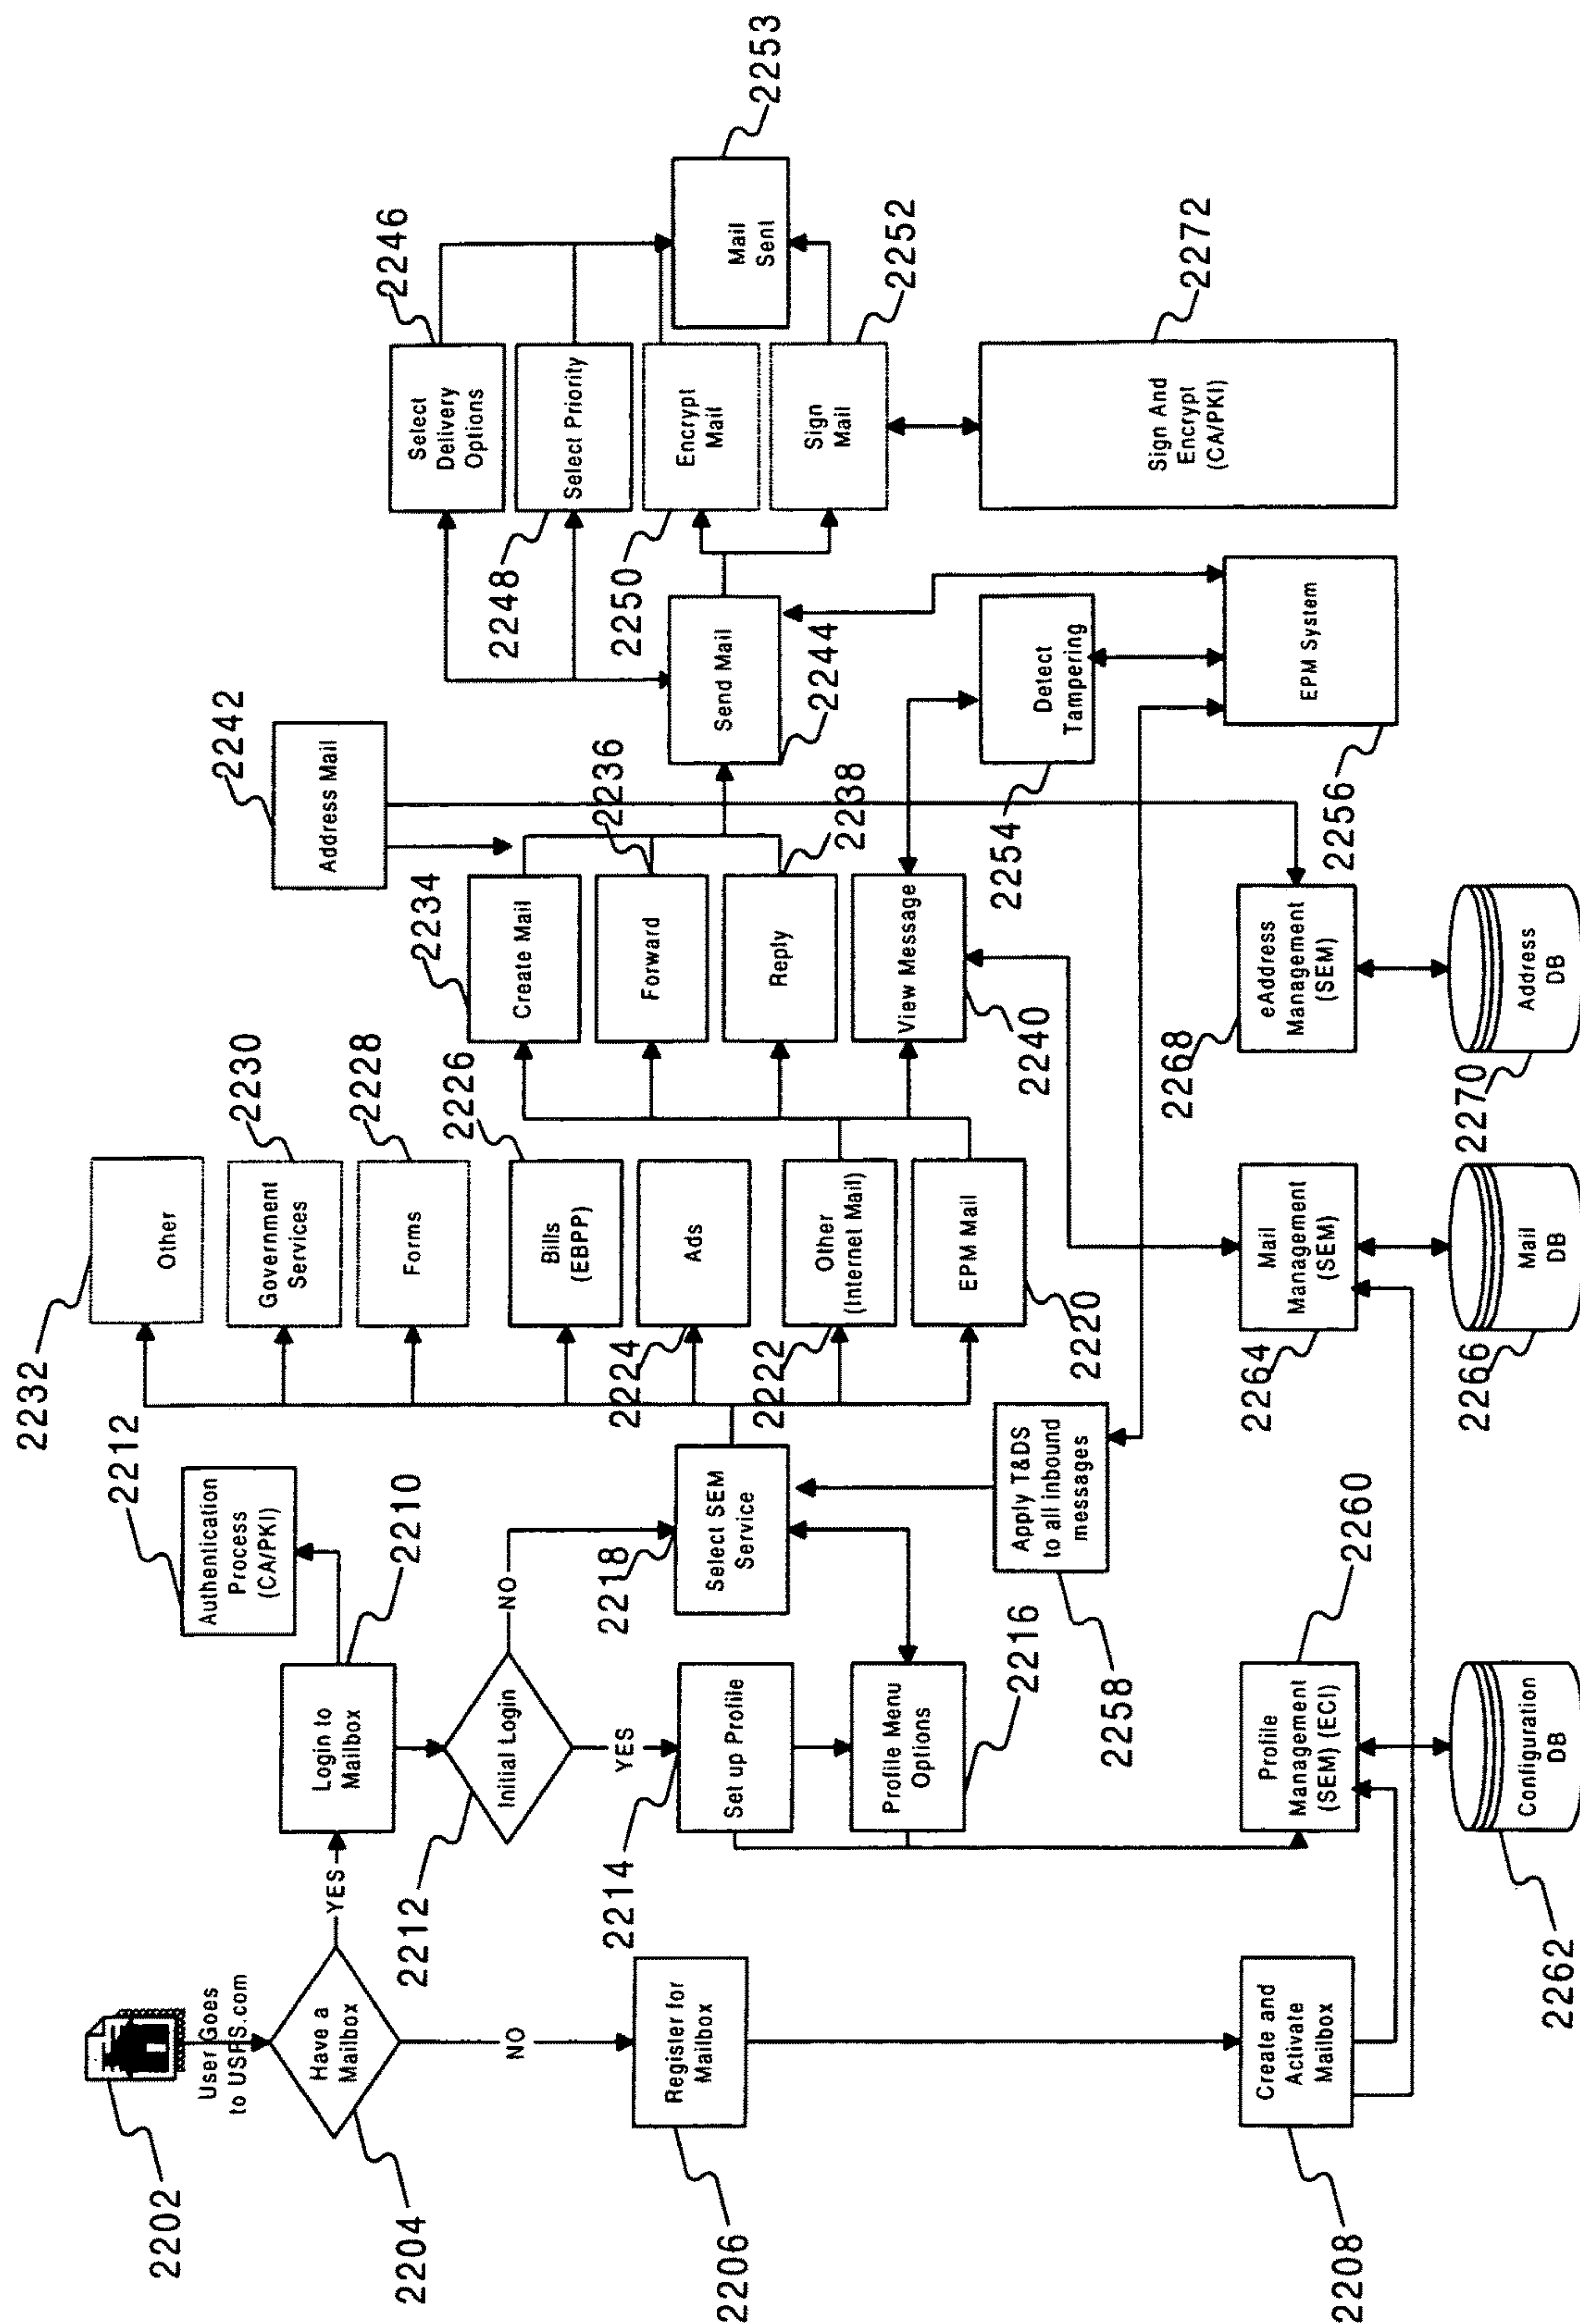 2202
User Goes
to USPS.com
2204
Have a
Mailbox
YES
NO
2206
Register for
Mailbox
2208
Create and
Activate
Mailbox
2210
Login to
Mailbox
2212
Authentication
Process
(CA/PKI)
2212
Initial Login
NO
YES
2214
Set up Profile
2216
Profile Menu
Options
2218
Select SEM
Service
2258
Apply T&DS
to all inbound
messages
2260
Profile
Management
(SEM) (ECI)
2262
Configuration
DB
2232
Other
2230
Government
Services
2228
Forms
2226
Bills
(EBPP)
2224
Ads
2222
Other
(Internet Mail)
2220
EPM Mail
2264
Mail
Management
(SEM)
2266
Mail
DB
2242
Address Mail
2234
Create Mail
2236
Forward
2238
Reply
2240
View Message
2268
eAddress
Management
(SEM)
2270
Address
DB
2244
Send Mail
2254
Detect
Tampering
2256
EPM System
2246
Select
Delivery
Options
2248
Select Priority
2250
Encrypt
Mail
2252
Sign
Mail
2272
Sign And
Encrypt
(CA/PKI)
2253
Mail
Sent